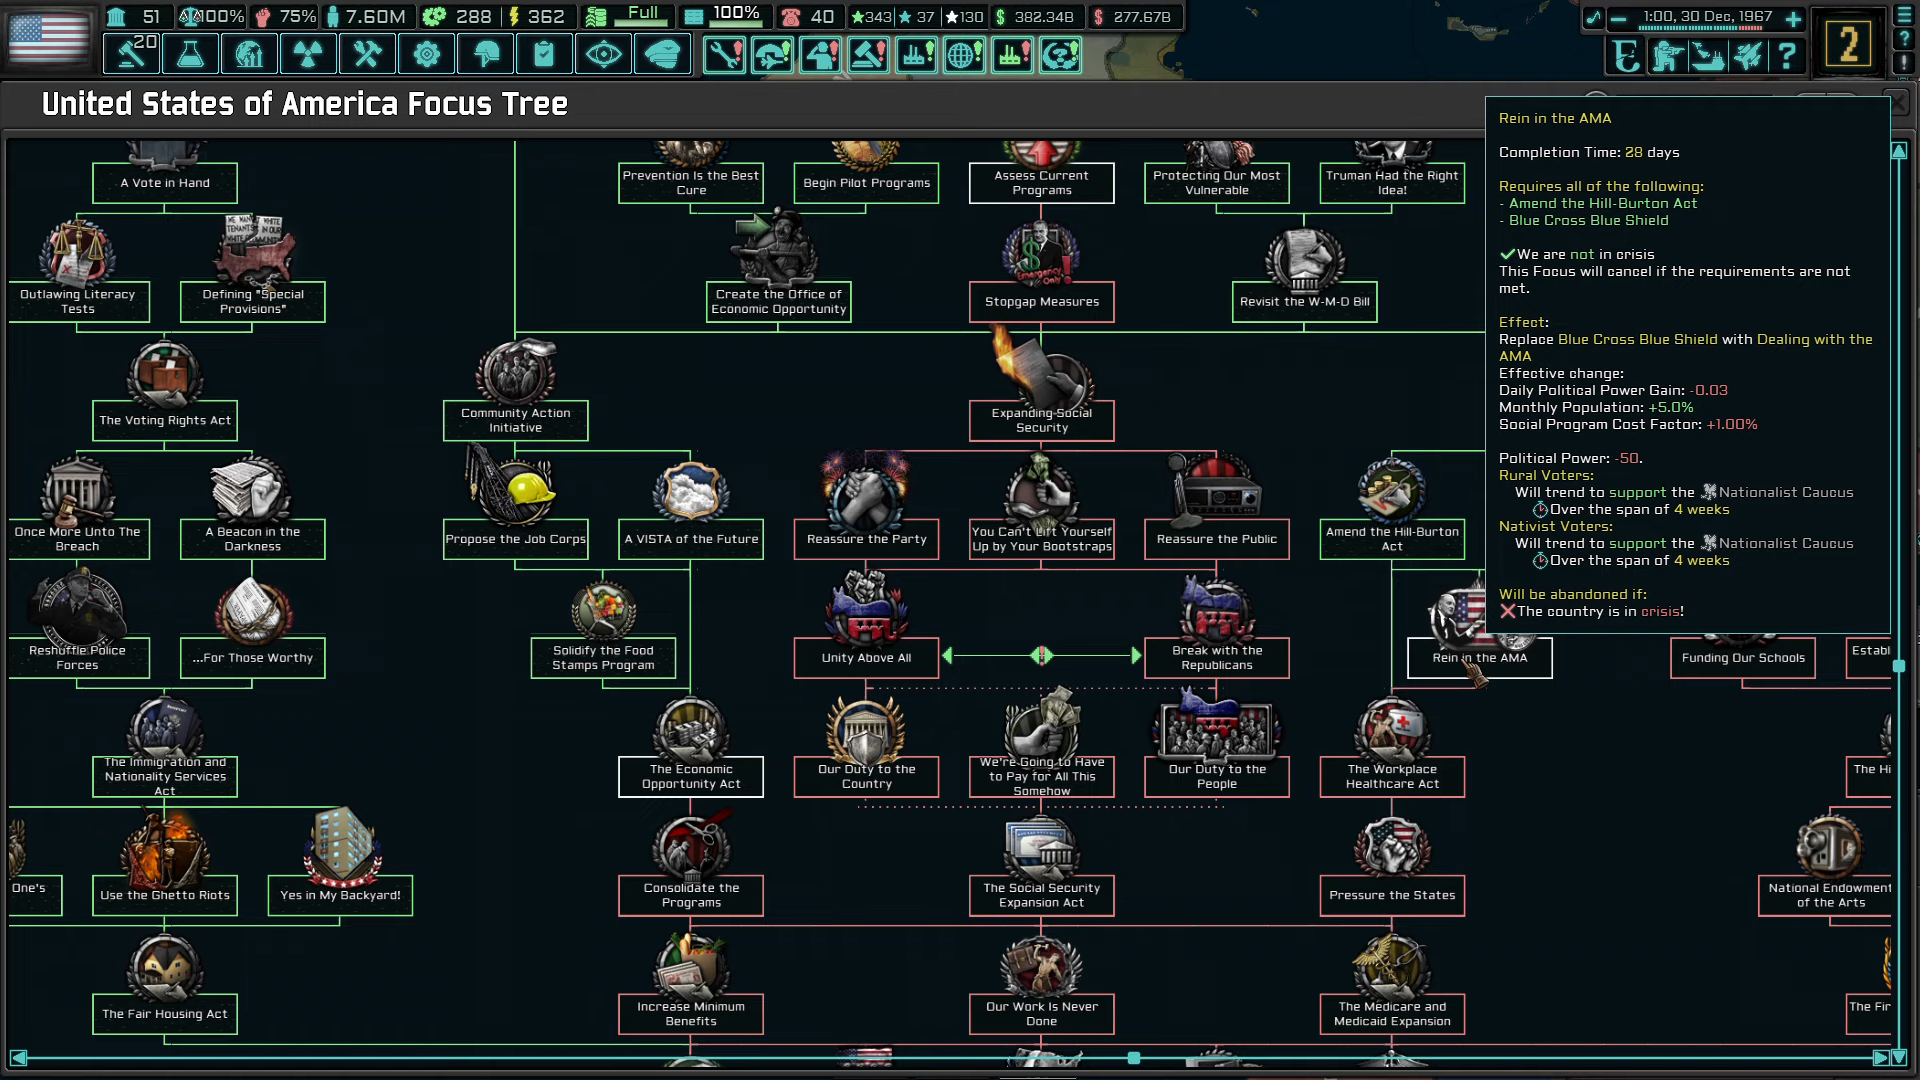 51
100%
75%
7.60M
288
362
Full
100%
40
343
37
130
382.34B
277.67B
1:00, 30 Dec, 1967
20
2
United States of America Focus Tree
A Vote in Hand
Prevention Is the Best
Cure
Begin Pilot Programs
Assess Current
Programs
Protecting Our Most
Vulnerable
Truman Had the Right
Idea!
Outlawing Literacy
Tests
Defining "Special
Provisions"
Create the Office of
Economic Opportunity
Stopgap Measures
Revisit the W-M-D Bill
The Voting Rights Act
Community Action
Initiative
Expanding Social
Security
Once More Unto The
Breach
A Beacon in the
Darkness
Propose the Job Corps
A VISTA of the Future
Reassure the Party
You Can't Lift Yourself
Up by Your Bootstraps
Reassure the Public
Amend the Hill-Burton
Act
Reshuffle Police
Forces
...For Those Worthy
Solidify the Food
Stamps Program
Unity Above All
Break with the
Republicans
Rein in the AMA
Funding Our Schools
Establ
The Immigration and
Nationality Services
Act
The Economic
Opportunity Act
Our Duty to the
Country
We're Going to Have
to Pay for All This
Somehow
Our Duty to the
People
The Workplace
Healthcare Act
The Hi
One's
Use the Ghetto Riots
Yes in My Backyard!
Consolidate the
Programs
The Social Security
Expansion Act
Pressure the States
National Endowment
of the Arts
The Fair Housing Act
Increase Minimum
Benefits
Our Work Is Never
Done
The Medicare and
Medicaid Expansion
The Fir
Rein in the AMA
Completion Time: 28 days
Requires all of the following:
- Amend the Hill-Burton Act
- Blue Cross Blue Shield
We are not in crisis
This Focus will cancel if the requirements are not
met.
Effect:
Replace Blue Cross Blue Shield with Dealing with the
AMA
Effective change:
Daily Political Power Gain: -0.03
Monthly Population: +5.0%
Social Program Cost Factor: +1.00%
Political Power: -50.
Rural Voters:
Will trend to support the Nationalist Caucus
Over the span of 4 weeks
Nativist Voters:
Will trend to support the Nationalist Caucus
Over the span of 4 weeks
Will be abandoned if:
The country is in crisis!